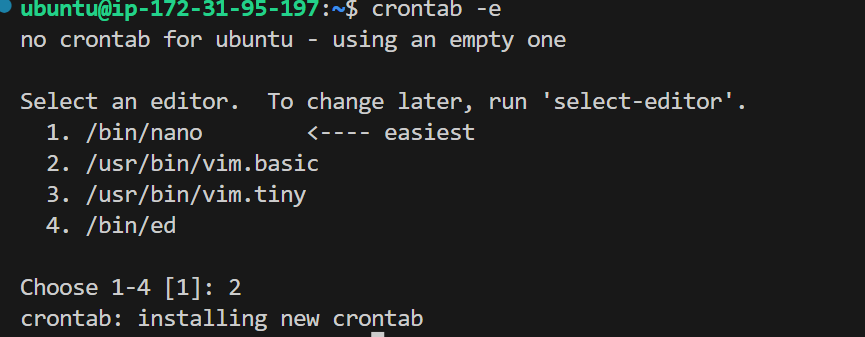 ubuntu@ip-172-31-95-197:~$ crontab -e
no crontab for ubuntu - using an empty one

Select an editor.  To change later, run 'select-editor'.
  1. /bin/nano        <---- easiest
  2. /usr/bin/vim.basic
  3. /usr/bin/vim.tiny
  4. /bin/ed

Choose 1-4 [1]: 2
crontab: installing new crontab